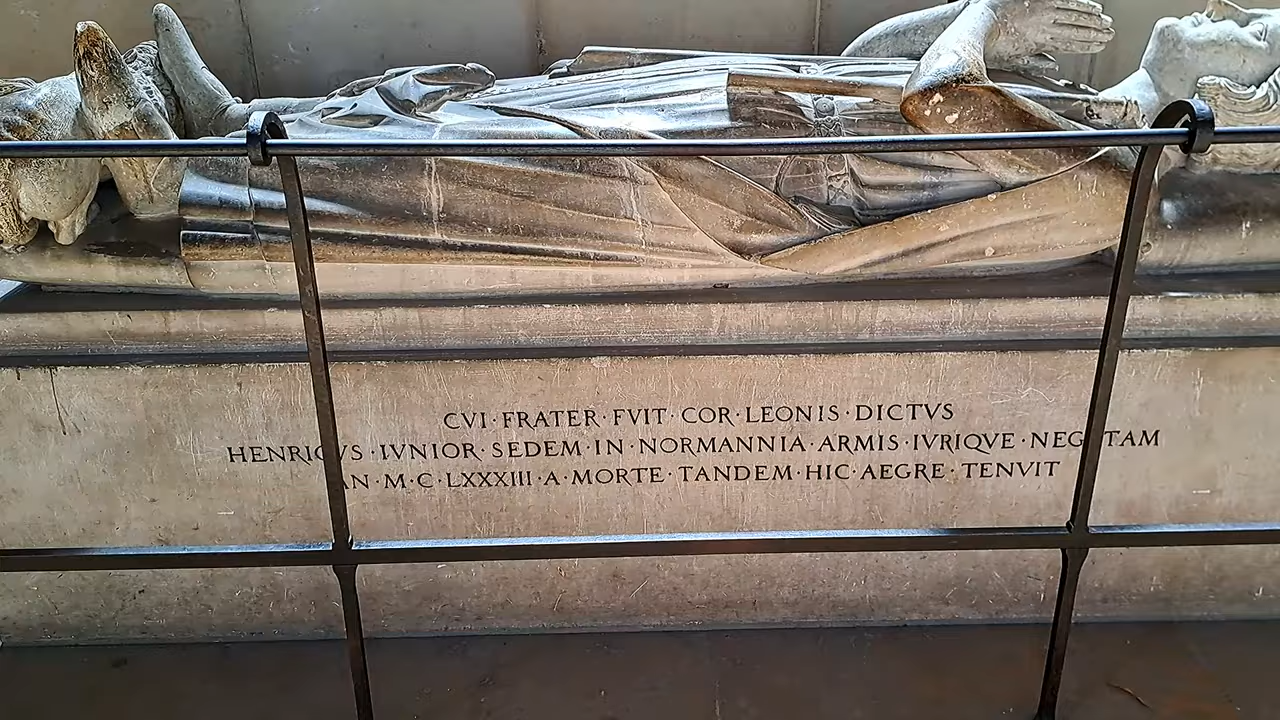 CVI·FRATER·FVIT·COR·LEONIS·DICTVS
HENRICVS·IVNIOR·SEDEM·IN·NORMANNIA·ARMIS·IVRIQVE·NEGATAM
AN·M·C·LXXXIII·A·MORTE·TANDEM·HIC·AEGRE·TENVIT